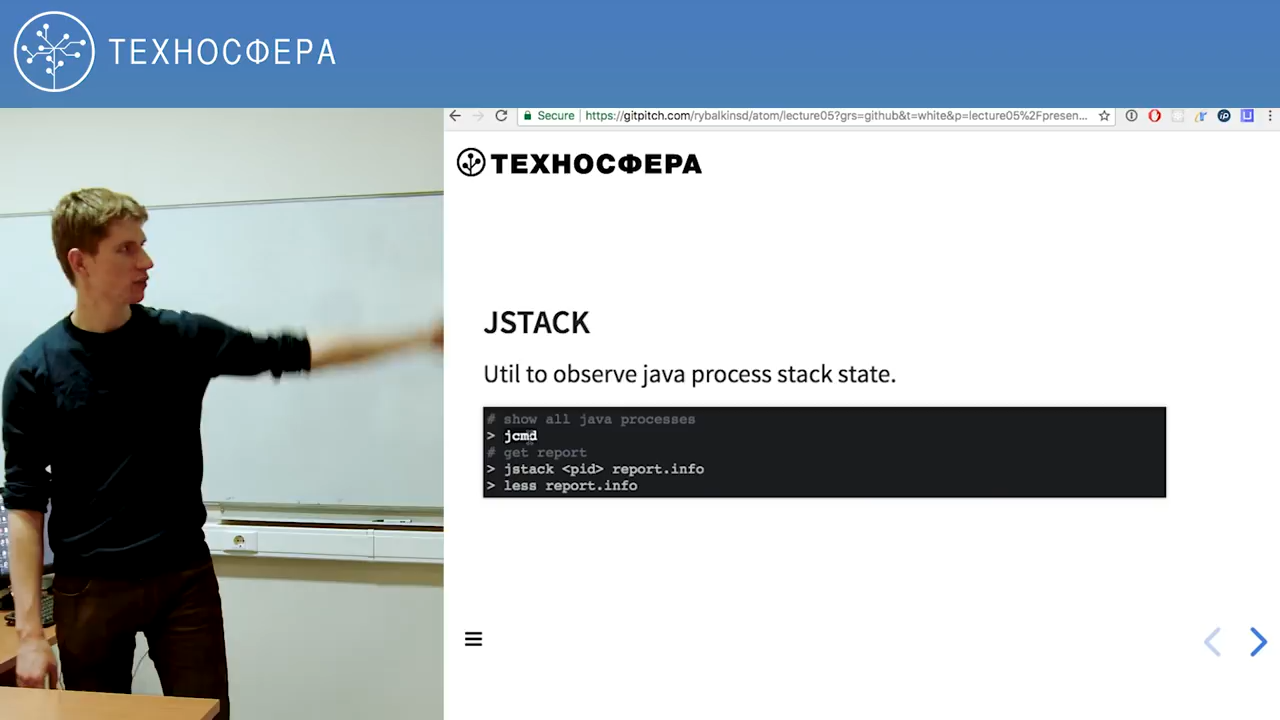 ТЕХНОСФЕРА
Secure https://gitpitch.com/rybalkinsd/atom/lecture05?grs=github&t=white&p=lecture05%2Fpresen...
ТЕХНОСФЕРА
JSTACK
Util to observe java process stack state.
# show all java processes
> jcmd
# get report
> jstack <pid> report.info
> less report.info